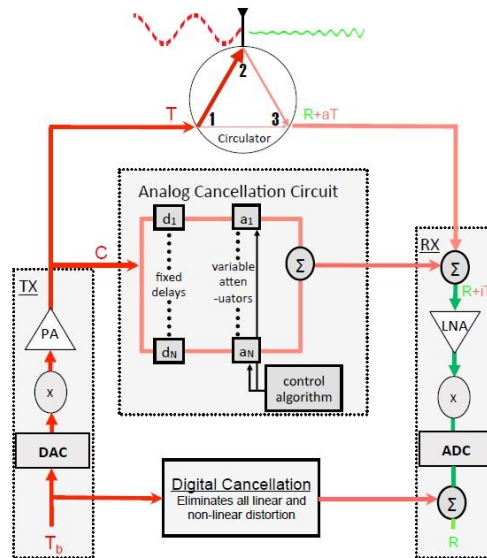 2
T
1
3
R+aT
Circulator
Analog Cancellation Circuit
C
d1
a1
fixed
delays
variable
atten
-uators
Σ
dN
aN
control
algorithm
TX
PA
x
DAC
Tb
RX
Σ
R+iT
LNA
x
ADC
Σ
R
Digital Cancellation
Eliminates all linear and
non-linear distortion